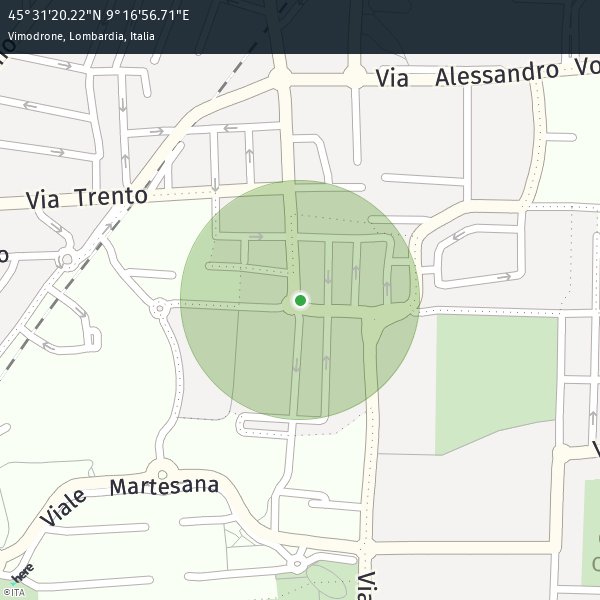 45°31'20.22"N 9°16'56.71"E
Vimodrone, Lombardia, Italia
Via Alessandro Vo
Via Trento
o
Viale Martesana
Via
V
here
©ITA